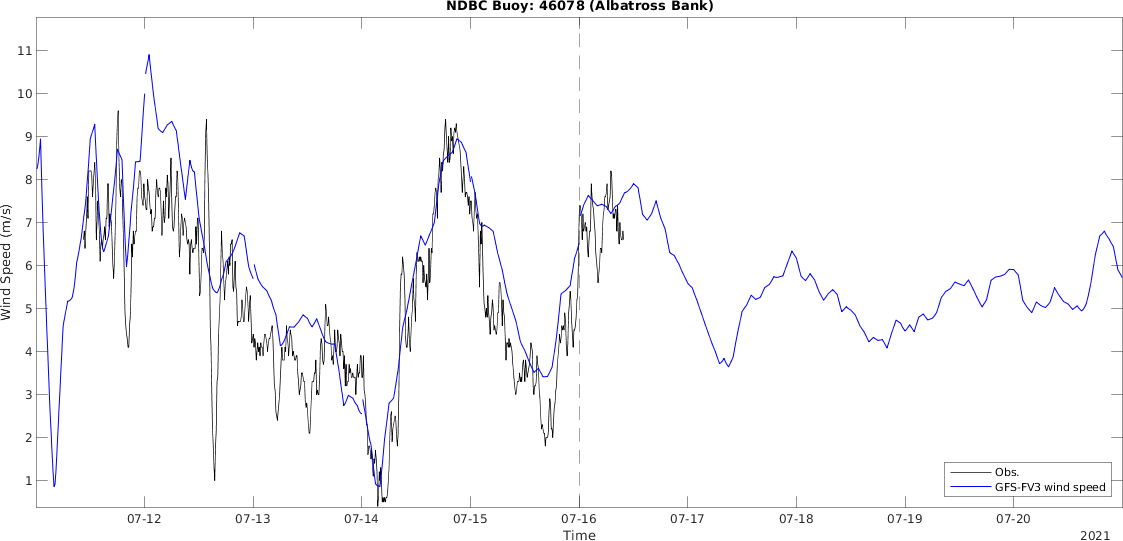 NDBC Buoy: 46078 (Albatross Bank)
Wind Speed (m/s)
11
10
9
8
7
6
5
4
3
2
1
Obs.
GFS-FV3 wind speed
07-12 07-13 07-14 07-15 07-16 07-17 07-18 07-19 07-20
Time
2021